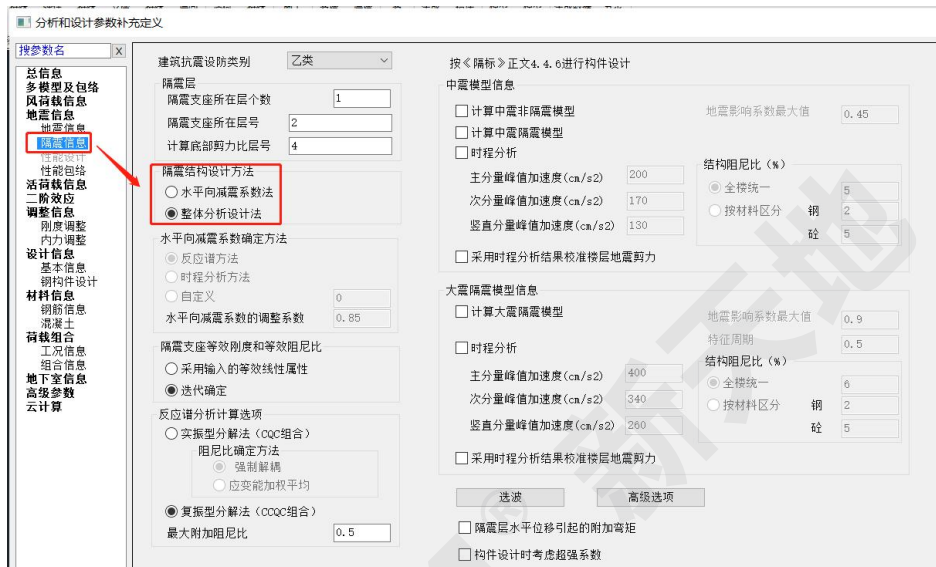 分析和设计参数补充定义
搜参数名 X
总信息
多模型及包络
风荷载信息
地震信息
地震信息
隔震信息
性能设计
性能包络
活荷载信息
二阶效应
调整信息
刚度调整
内力调整
设计信息
基本信息
钢构件设计
材料信息
钢筋信息
混凝土
荷载组合
工况信息
组合信息
地下室信息
高级参数
云计算
建筑抗震设防类别 乙类
隔震层
隔震支座所在层个数 1
隔震支座所在层号 2
计算底部剪力比层号 4
隔震结构设计方法
水平向减震系数法
整体分析设计法
水平向减震系数确定方法
反应谱方法
时程分析方法
自定义 0
水平向减震系数的调整系数 0.85
隔震支座等效刚度和等效阻尼比
采用输入的等效线性属性
迭代确定
反应谱分析计算选项
实振型分解法（CQC组合）
阻尼比确定方法
强制解耦
应变能加权平均
复振型分解法（CCQC组合）
最大附加阻尼比 0.5
按《隔标》正文4.4.6进行构件设计
中震模型信息
计算中震非隔震模型 地震影响系数最大值 0.45
计算中震隔震模型
时程分析
主分量峰值加速度(cm/s2) 200
次分量峰值加速度(cm/s2) 170
竖直分量峰值加速度(cm/s2) 130
结构阻尼比（%）
全楼统一 5
按材料区分 钢 2
砼 5
采用时程分析结果校准楼层地震剪力
大震隔震模型信息
计算大震隔震模型 地震影响系数最大值 0.9
特征周期 0.5
时程分析
主分量峰值加速度(cm/s2) 400
次分量峰值加速度(cm/s2) 340
竖直分量峰值加速度(cm/s2) 260
结构阻尼比（%）
全楼统一 6
按材料区分 钢 2
砼 5
采用时程分析结果校准楼层地震剪力
选波 高级选项
隔震层水平位移引起的附加弯矩
构件设计时考虑超强系数
新天地
®